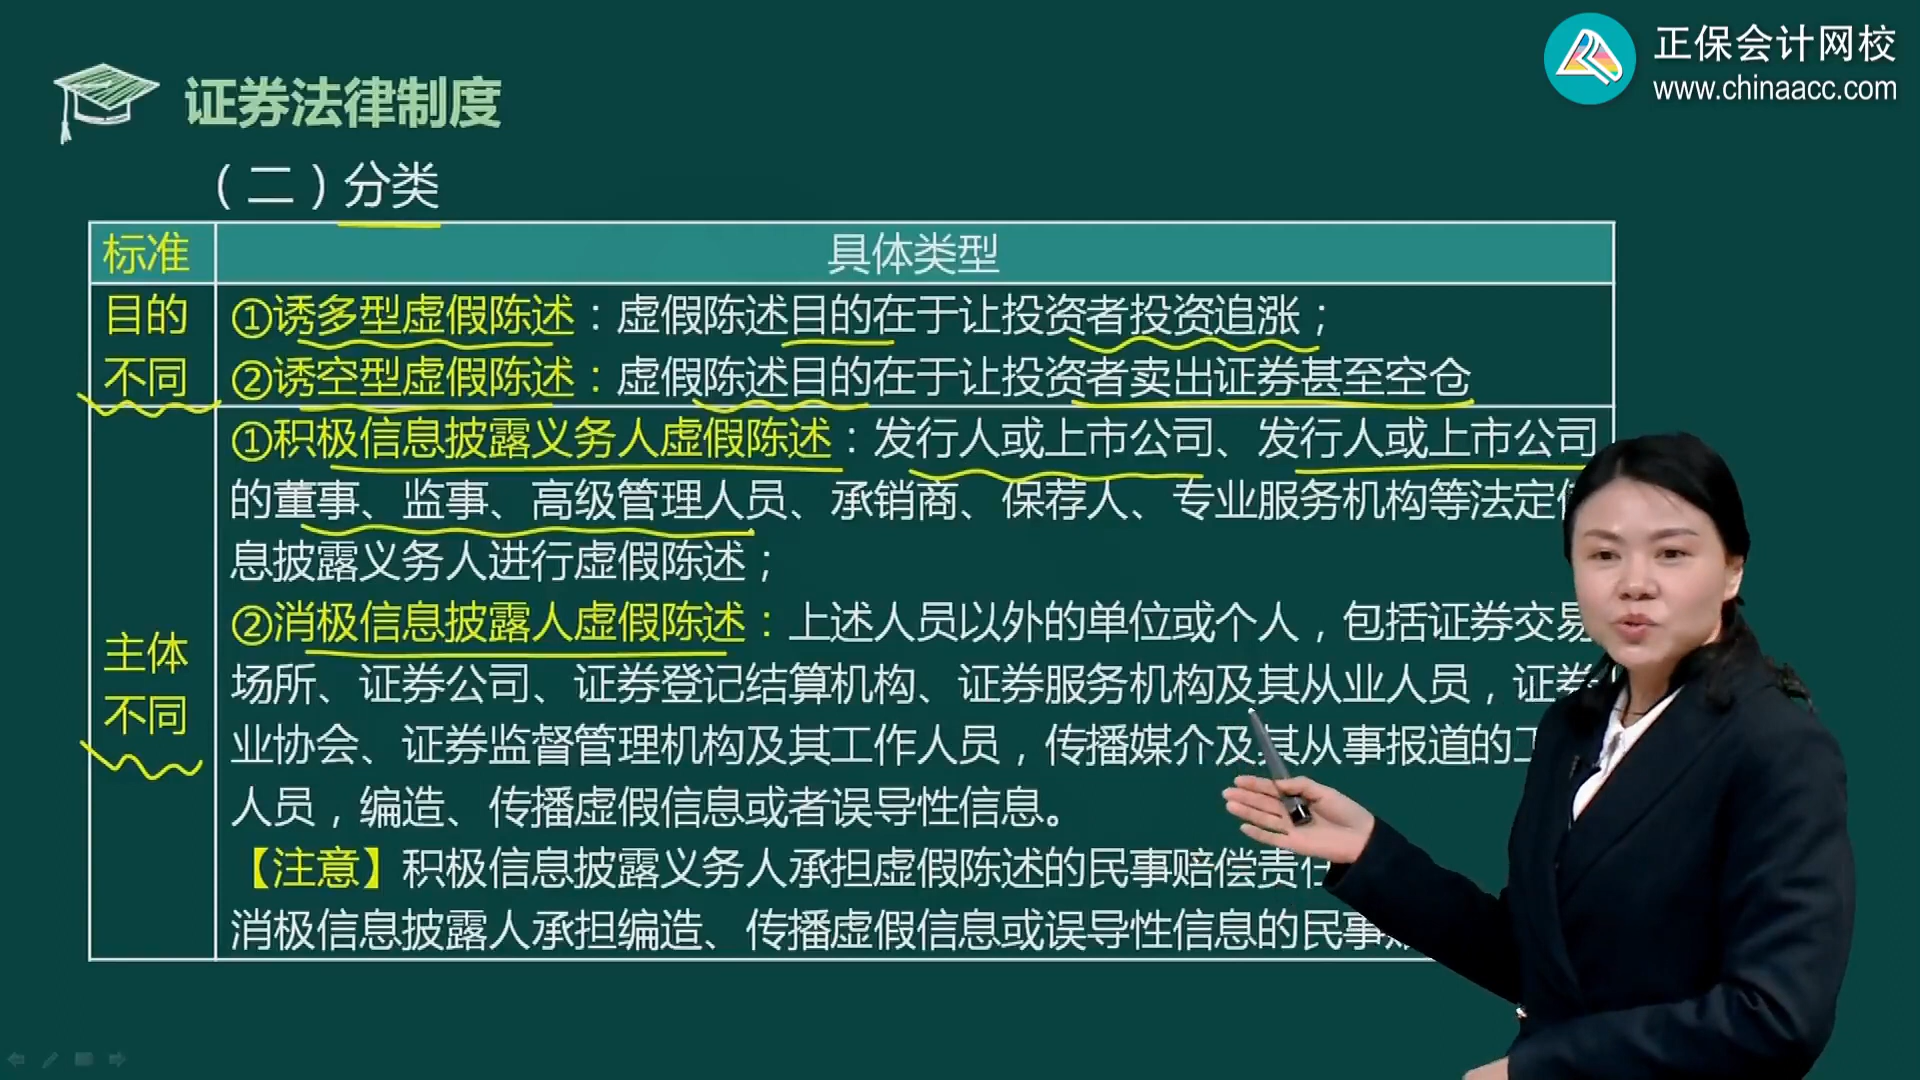 正保会计网校
www.chinaacc.com
证券法律制度
（二）分类
标准
具体类型
目的
不同
①诱多型虚假陈述：虚假陈述目的在于让投资者投资追涨；
②诱空型虚假陈述：虚假陈述目的在于让投资者卖出证券甚至空仓
主体
不同
①积极信息披露义务人虚假陈述：发行人或上市公司、发行人或上市公司
的董事、监事、高级管理人员、承销商、保荐人、专业服务机构等法定
息披露义务人进行虚假陈述；
②消极信息披露人虚假陈述：上述人员以外的单位或个人，包括证券交易
场所、证券公司、证券登记结算机构、证券服务机构及其从业人员，证券
业协会、证券监督管理机构及其工作人员，传播媒介及其从事报道的
人员，编造、传播虚假信息或者误导性信息。
【注意】积极信息披露义务人承担虚假陈述的民事赔偿责任
消极信息披露人承担编造、传播虚假信息或误导性信息的民事